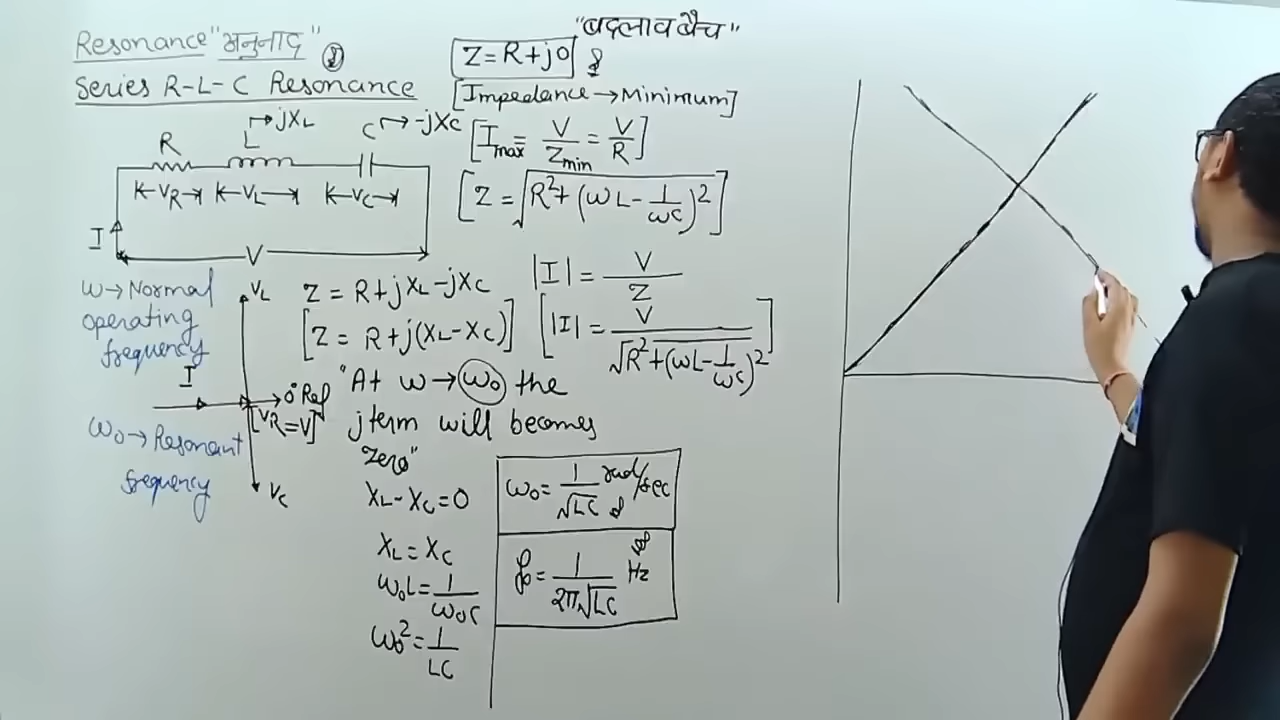 Resonance "अनुनाद"
Series R-L-C Resonance
"बदलाव बैच"
R
L
→jXL
C
→-jXC
VR
VL
VC
I
V
ω→Normal
operating
frequency
I
VL
0° Ref
[VR=V]
VC
ω0→Resonant
frequency
Z=R+j0
[Impedance→Minimum]
[Imax = V/Zmin = V/R]
[Z=√R²+(ωL-1/ωC)²]
Z = R+jXL-jXC
[Z = R+j(XL-XC)]
|I| = V/Z
[|I| = V/√R²+(ωL-1/ωC)²]
"At ω→ω0 the
j term will becomes
zero"
XL-XC=0
XL=XC
ω0L=1/ω0C
ω0²=1/LC
ω0=1/√LC rad/sec
f0=1/2π√LC Hz